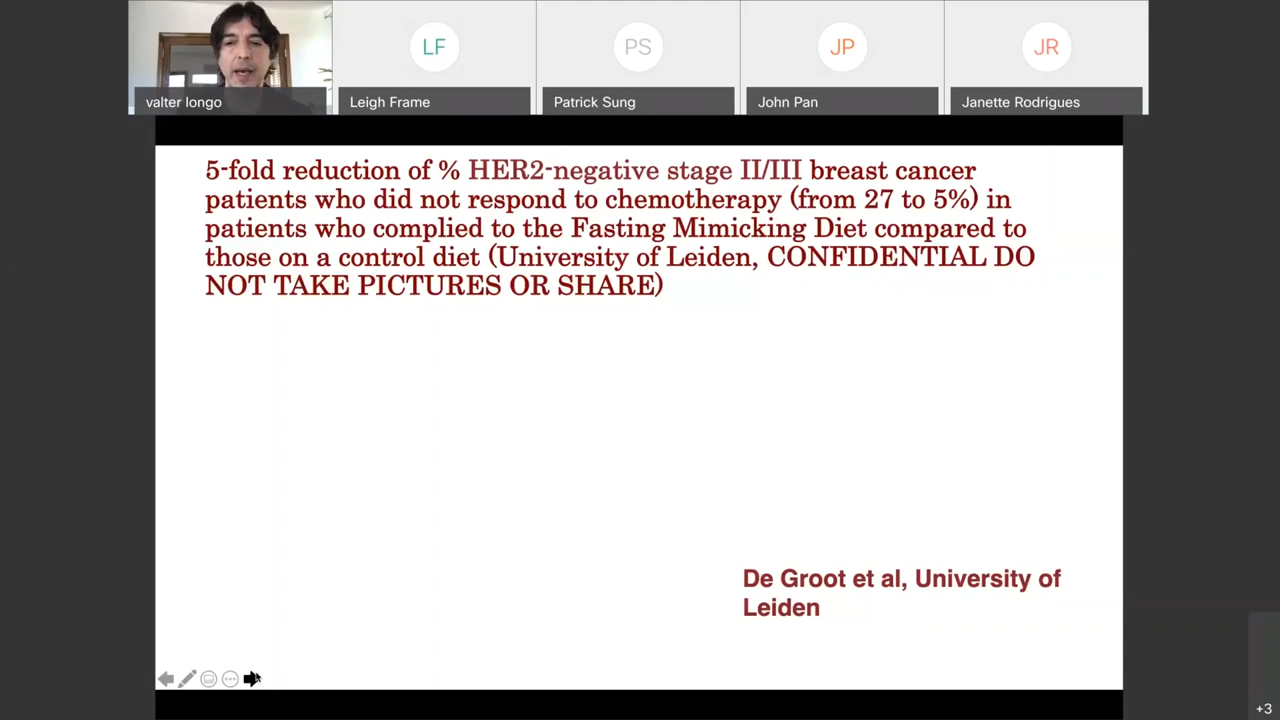 LF
PS
JP
JR
valter longo
Leigh Frame
Patrick Sung
John Pan
Janette Rodrigues
5-fold reduction of % HER2-negative stage II/III breast cancer
patients who did not respond to chemotherapy (from 27 to 5%) in
patients who complied to the Fasting Mimicking Diet compared to
those on a control diet (University of Leiden, CONFIDENTIAL DO
NOT TAKE PICTURES OR SHARE)
De Groot et al, University of
Leiden
+3